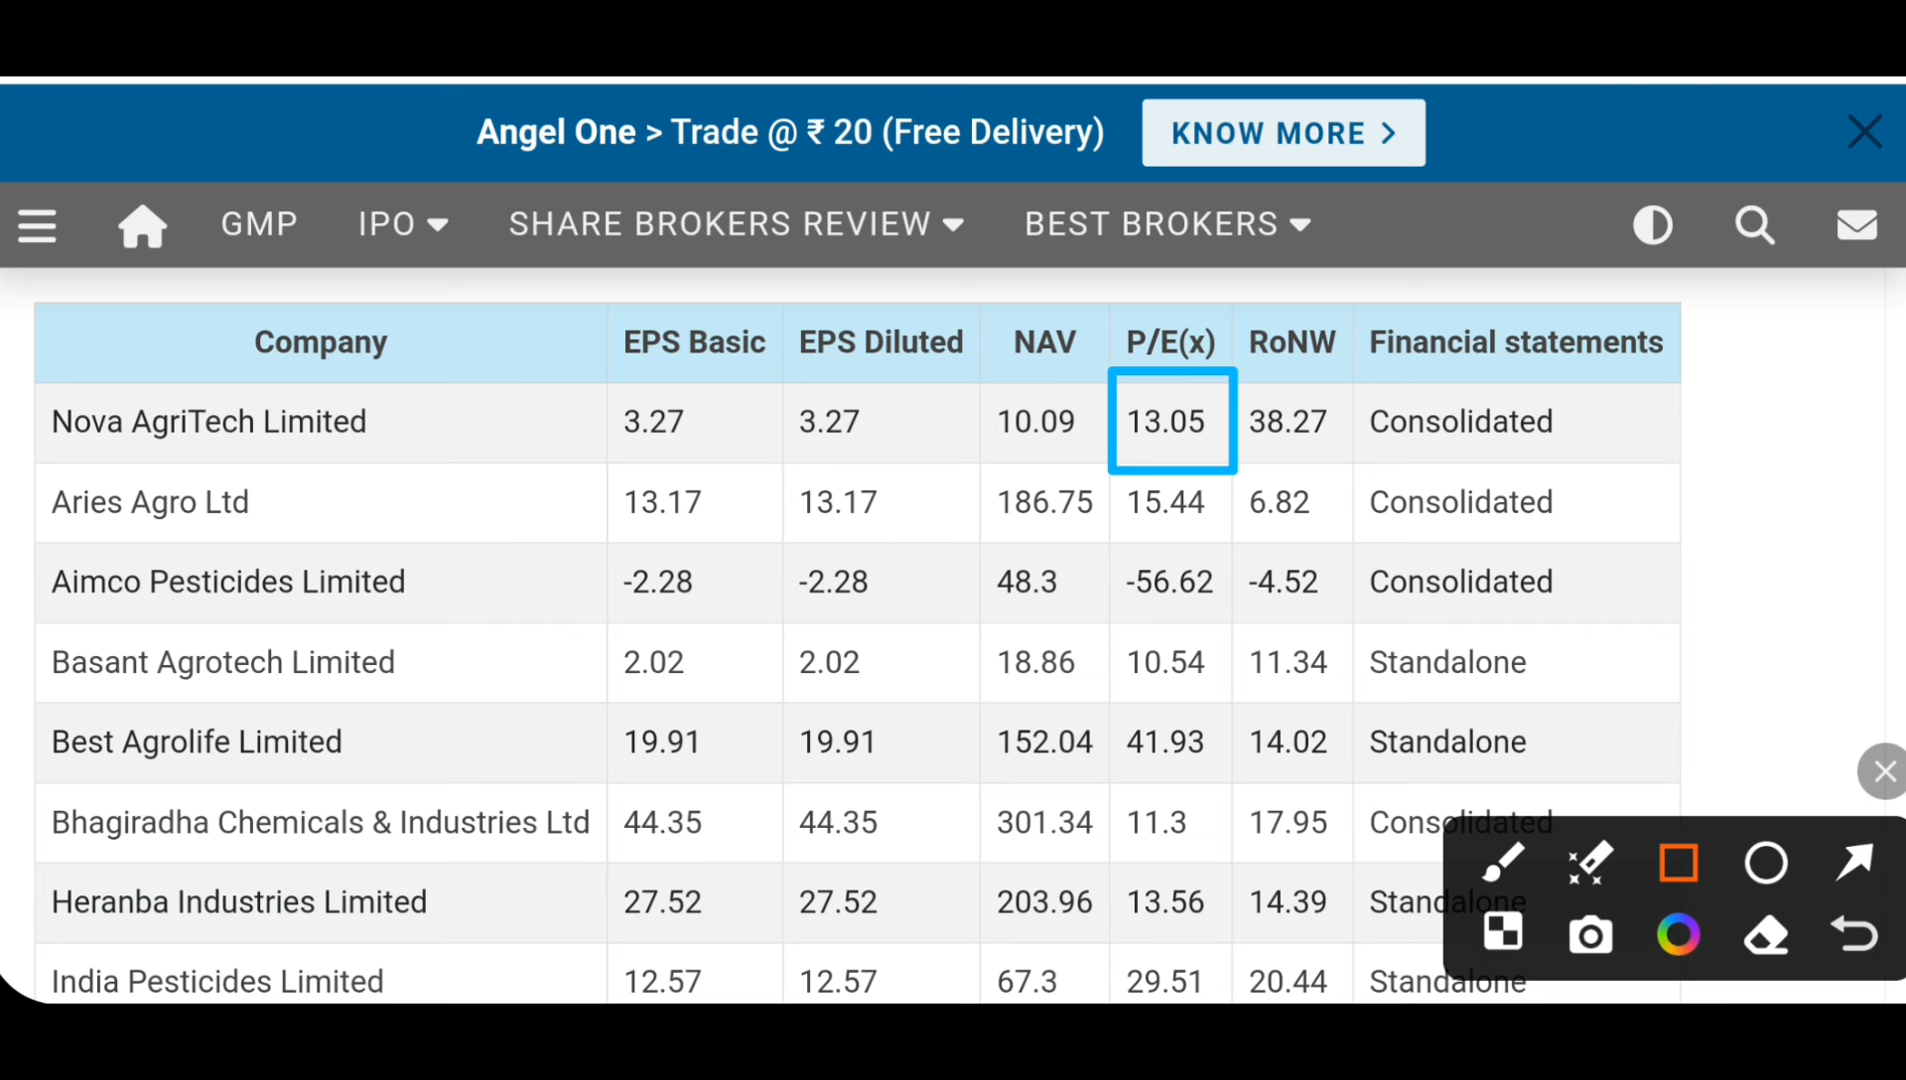 Angel One > Trade @ ₹ 20 (Free Delivery) KNOW MORE >
GMP IPO SHARE BROKERS REVIEW BEST BROKERS
Company EPS Basic EPS Diluted NAV P/E(x) RoNW Financial statements
Nova AgriTech Limited 3.27 3.27 10.09 13.05 38.27 Consolidated
Aries Agro Ltd 13.17 13.17 186.75 15.44 6.82 Consolidated
Aimco Pesticides Limited -2.28 -2.28 48.3 -56.62 -4.52 Consolidated
Basant Agrotech Limited 2.02 2.02 18.86 10.54 11.34 Standalone
Best Agrolife Limited 19.91 19.91 152.04 41.93 14.02 Standalone
Bhagiradha Chemicals & Industries Ltd 44.35 44.35 301.34 11.3 17.95 Consolidated
Heranba Industries Limited 27.52 27.52 203.96 13.56 14.39 Standalone
India Pesticides Limited 12.57 12.57 67.3 29.51 20.44 Standalone